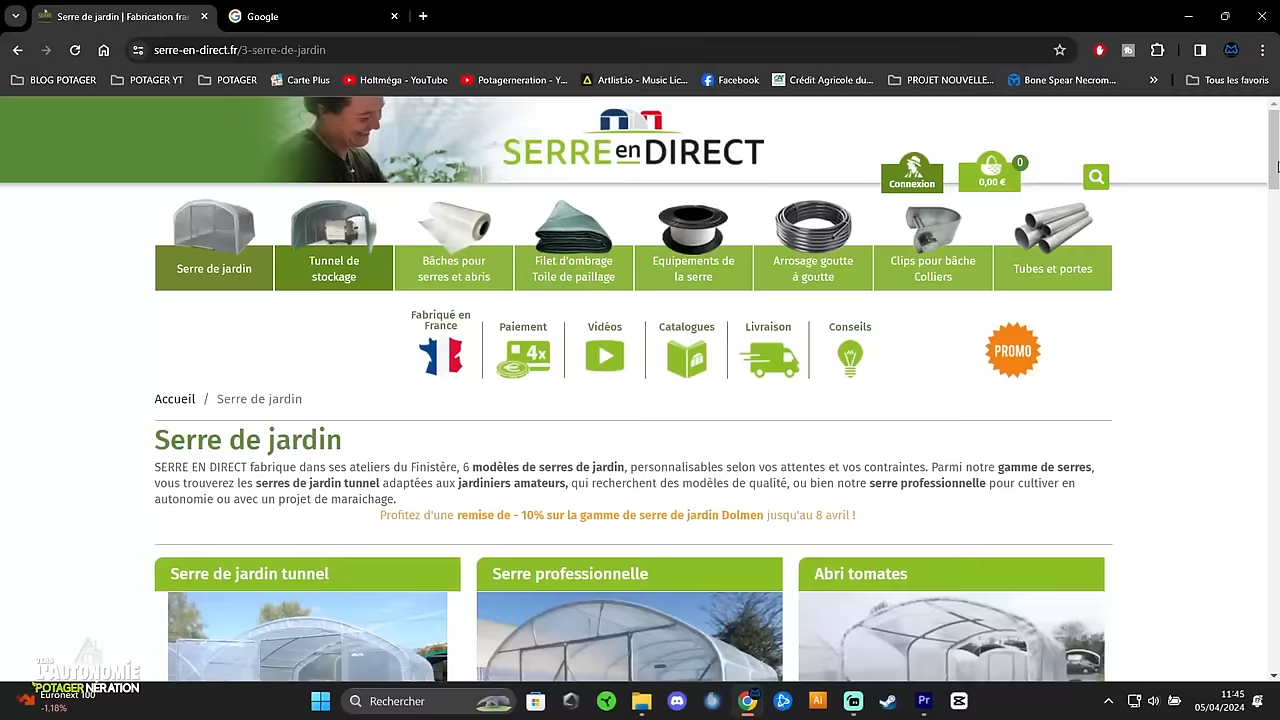 Serre de jardin | Fabrication fran
Google
serre-en-direct.fr/3-serre-de-jardin
BLOG POTAGER
POTAGER YT
POTAGER
Carte Plus
Holtméga - YouTube
Potagerneration - Y...
Artlist.io - Music Lic...
Facebook
Crédit Agricole du...
PROJET NOUVELLE...
Bone Spear Necrom...
»
Tous les favoris
SERRE en DIRECT
Connexion
0,00 €
0
Serre de jardin
Tunnel de
stockage
Bâches pour
serres et abris
Filet d'ombrage
Toile de paillage
Equipements de
la serre
Arrosage goutte
à goutte
Clips pour bâche
Colliers
Tubes et portes
Fabriqué en
France
Paiement
4x
Vidéos
Catalogues
Livraison
Conseils
PROMO
Accueil / Serre de jardin
Serre de jardin
SERRE EN DIRECT fabrique dans ses ateliers du Finistère, 6 modèles de serres de jardin, personnalisables selon vos attentes et vos contraintes. Parmi notre gamme de serres,
vous trouverez les serres de jardin tunnel adaptées aux jardiniers amateurs, qui recherchent des modèles de qualité, ou bien notre serre professionnelle pour cultiver en
autonomie ou avec un projet de maraichage.
Profitez d'une remise de - 10% sur la gamme de serre de jardin Dolmen jusqu'au 8 avril !
Serre de jardin tunnel
Serre professionnelle
Abri tomates
VERS
L'AUTONOMIE
POTAGERNÉRATION
Euronext 100
-1.18%
Rechercher
Ai
Pr
11:45
05/04/2024